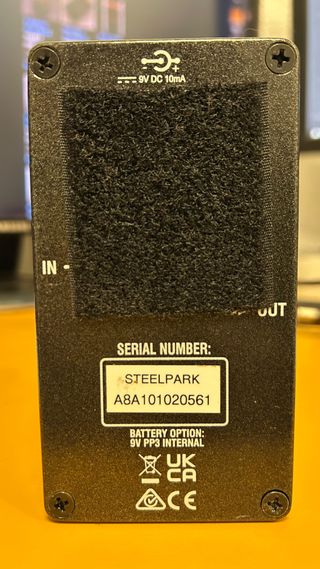 9V DC 10mA
IN
OUT
SERIAL NUMBER:
STEELPARK
A8A101020561
BATTERY OPTION:
9V PP3 INTERNAL
UK
CA
CE